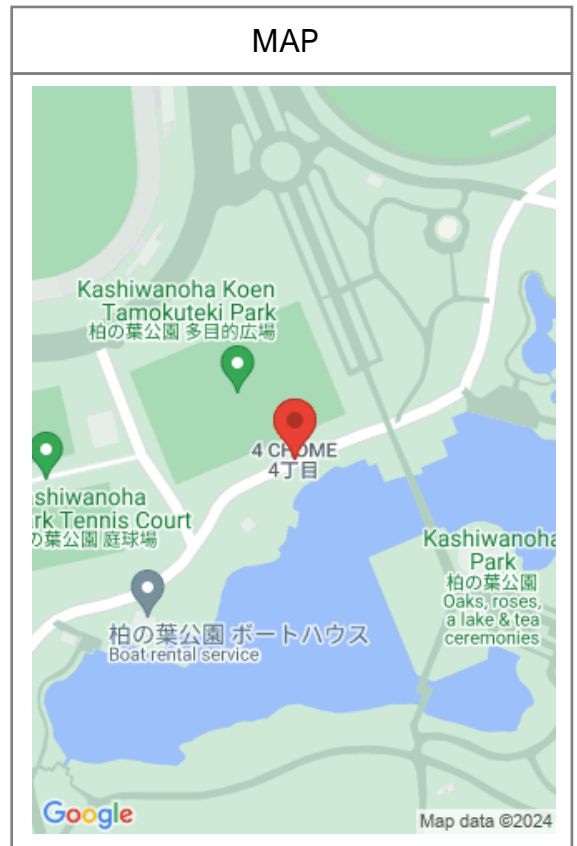 MAP
Kashiwanoha Koen
Tamokuteki Park
柏の葉公園 多目的広場
4 CHOME
4丁目
shiwanoha
rk Tennis Court
の葉公園 庭球場
Kashiwanoha
Park
柏の葉公園
Oaks, roses,
a lake & tea
ceremonies
柏の葉公園 ボートハウス
Boat rental service
Google
Map data ©2024